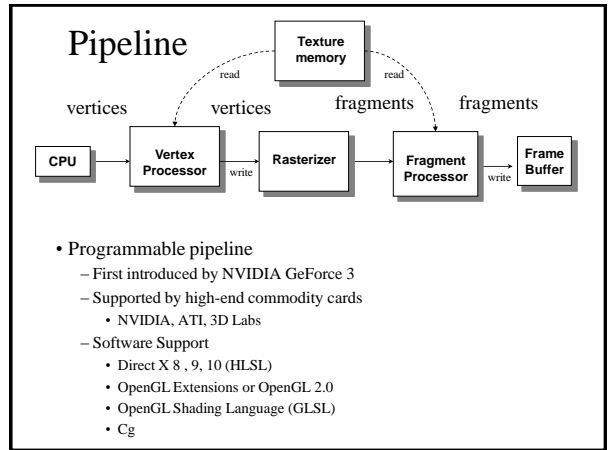 Pipeline
Texture
memory
read
read
vertices
vertices
fragments
fragments
CPU
Vertex
Processor
write
Rasterizer
Fragment
Processor
write
Frame
Buffer
• Programmable pipeline
– First introduced by NVIDIA GeForce 3
– Supported by high-end commodity cards
• NVIDIA, ATI, 3D Labs
– Software Support
• Direct X 8 , 9, 10 (HLSL)
• OpenGL Extensions or OpenGL 2.0
• OpenGL Shading Language (GLSL)
• Cg